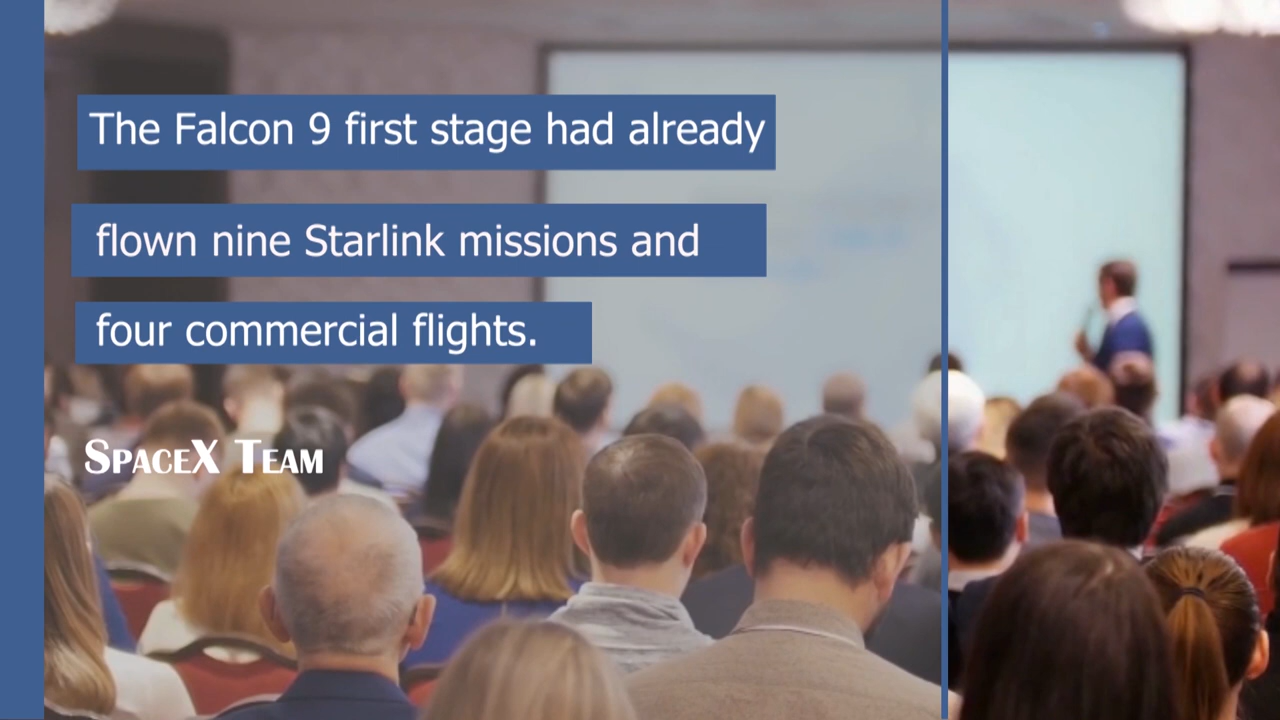 The Falcon 9 first stage had already
flown nine Starlink missions and
four commercial flights.
SpaceX Team